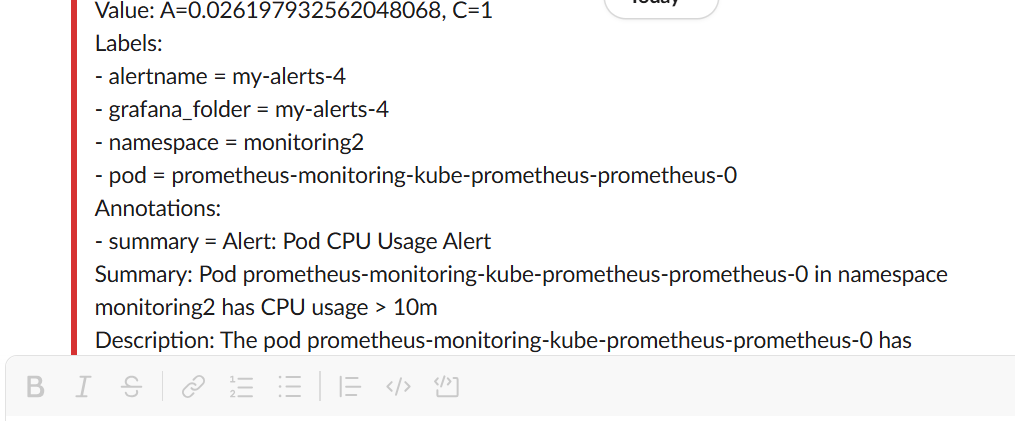 Value: A=0.026197932562048068, C=1
Today
Labels:
- alertname = my-alerts-4
- grafana_folder = my-alerts-4
- namespace = monitoring2
- pod = prometheus-monitoring-kube-prometheus-prometheus-0
Annotations:
- summary = Alert: Pod CPU Usage Alert
Summary: Pod prometheus-monitoring-kube-prometheus-prometheus-0 in namespace
monitoring2 has CPU usage > 10m
Description: The pod prometheus-monitoring-kube-prometheus-prometheus-0 has